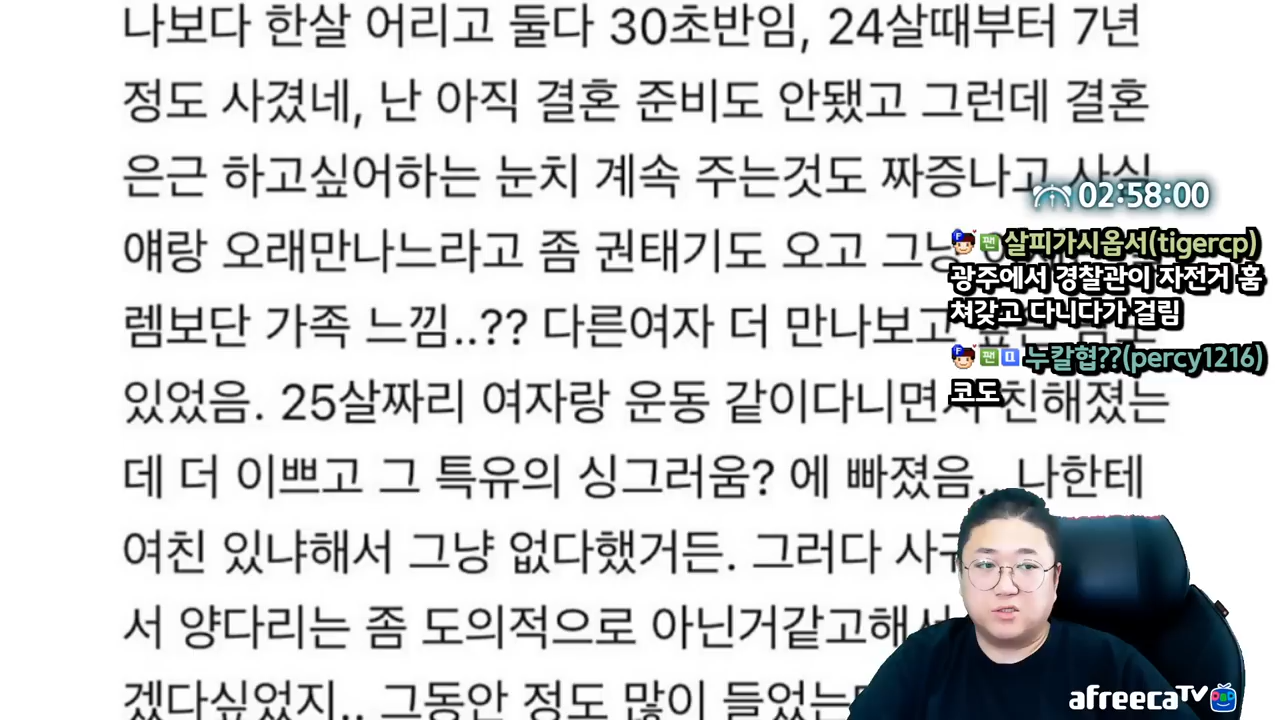 나보다 한살 어리고 둘다 30초반임, 24살때부터 7년
정도 사겼네, 난 아직 결혼 준비도 안됐고 그런데 결혼
은근 하고싶어하는 눈치 계속 주는것도 짜증나고 사실
얘랑 오래만나느라고 좀 권태기도 오고 그냥
렘보단 가족 느낌..?? 다른여자 더 만나보고
있었음. 25살짜리 여자랑 운동 같이다니면서 친해졌는
데 더 이쁘고 그 특유의 싱그러움? 에 빠졌음.. 나한테
여친 있냐해서 그냥 없다했거든. 그러다
서 양다리는 좀 도의적으로 아닌거같고해서
겠다싶었지.. 그동안 정도 많이 들었는데
02:58:00
팬 살피가시옵서(tigercp)
광주에서 경찰관이 자전거 훔
쳐갖고 다니다가 걸림
팬 누칼협??(percy1216)
코도
afreecaTV